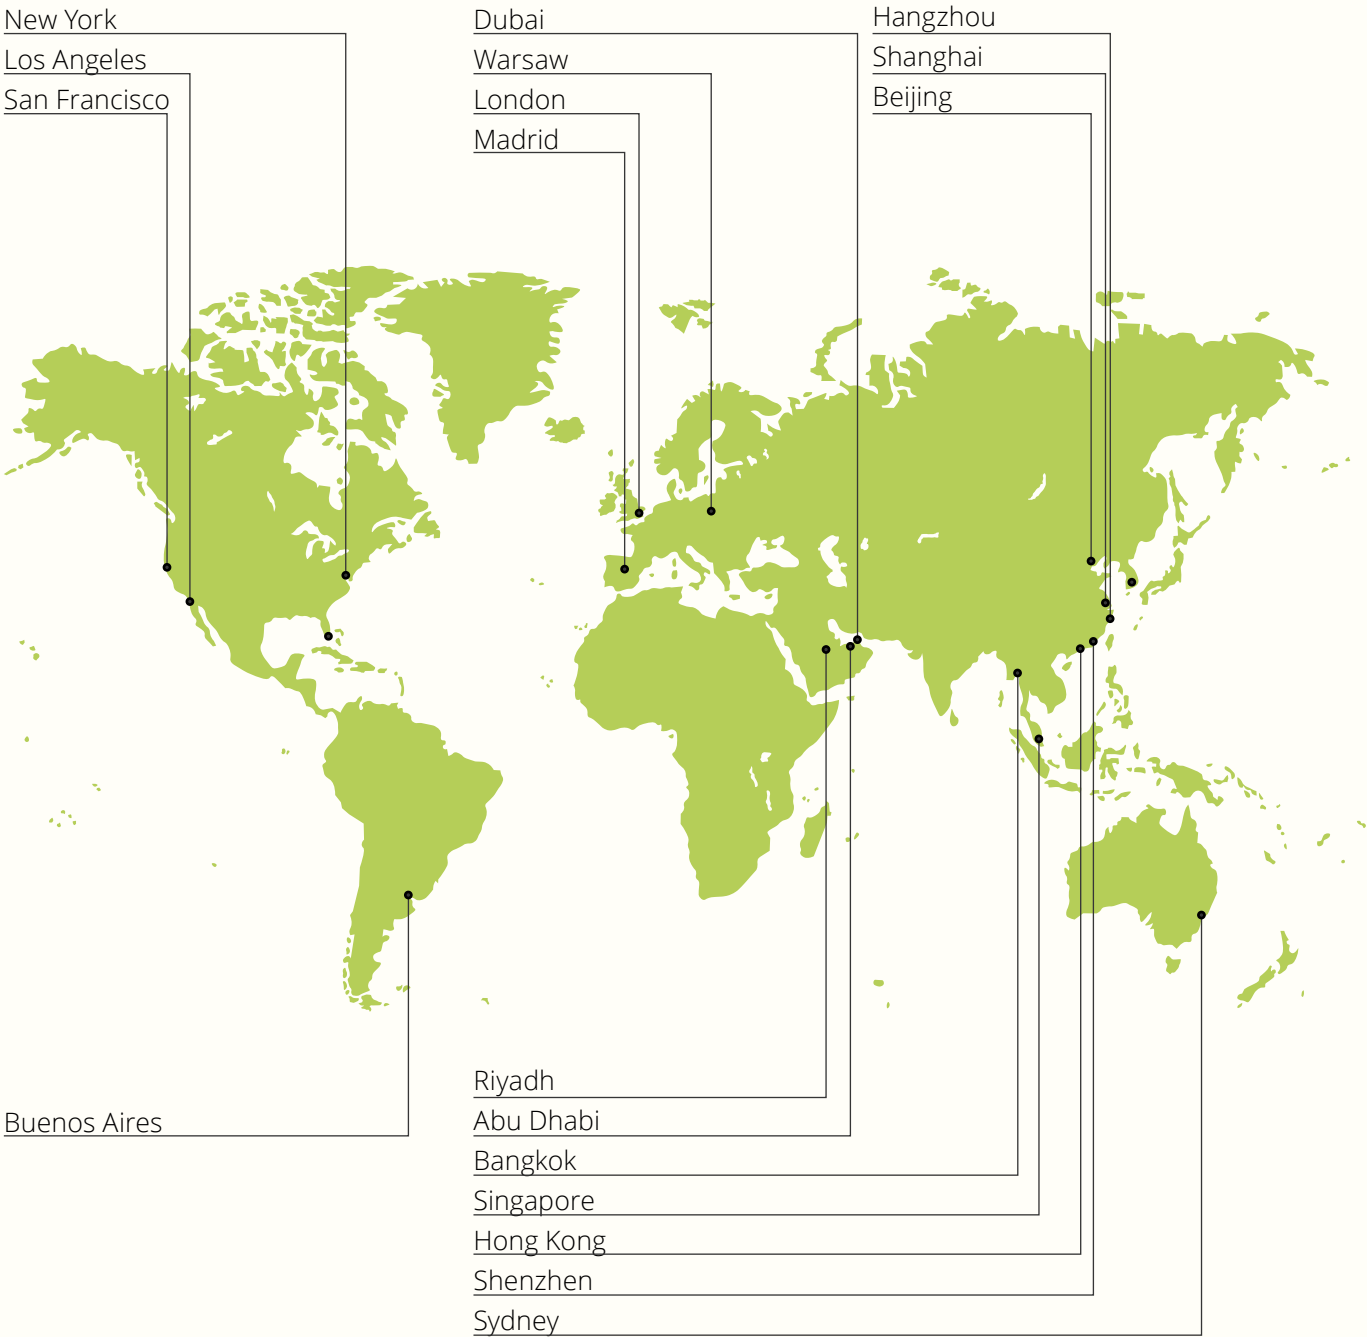 New York
Los Angeles
San Francisco
Dubai
Warsaw
London
Madrid
Hangzhou
Shanghai
Beijing
Buenos Aires
Riyadh
Abu Dhabi
Bangkok
Singapore
Hong Kong
Shenzhen
Sydney